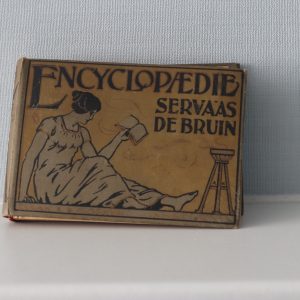 ENCYCLOPÆDIE
SERVAAS
DE BRUIN